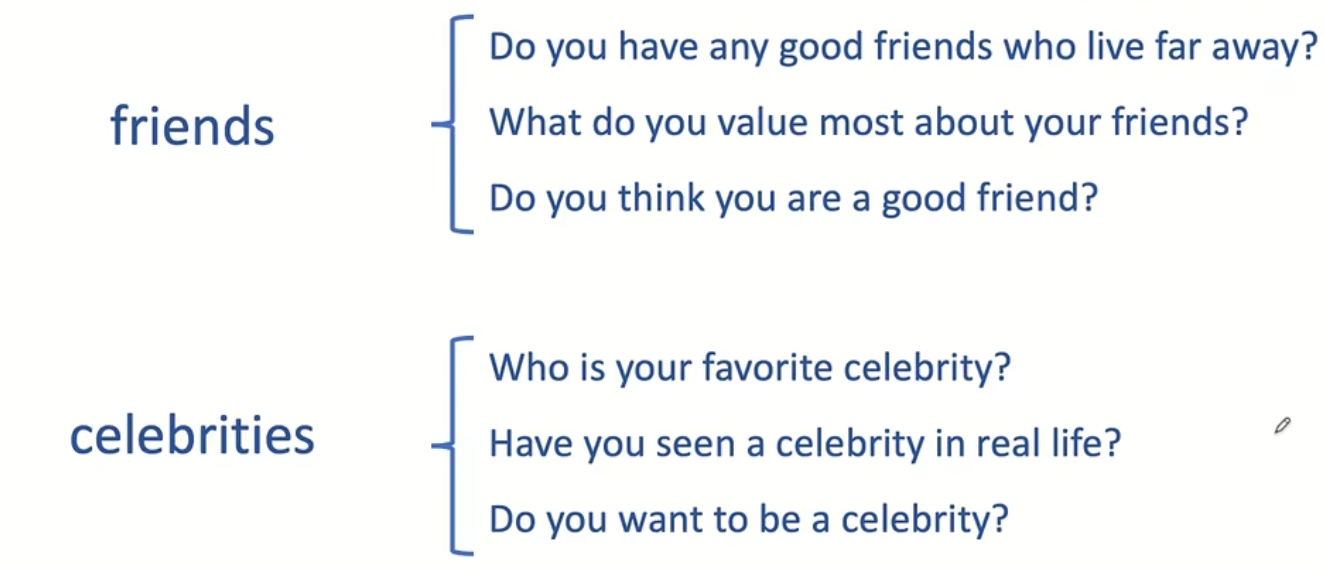 friends
Do you have any good friends who live far away?
What do you value most about your friends?
Do you think you are a good friend?
celebrities
Who is your favorite celebrity?
Have you seen a celebrity in real life?
Do you want to be a celebrity?